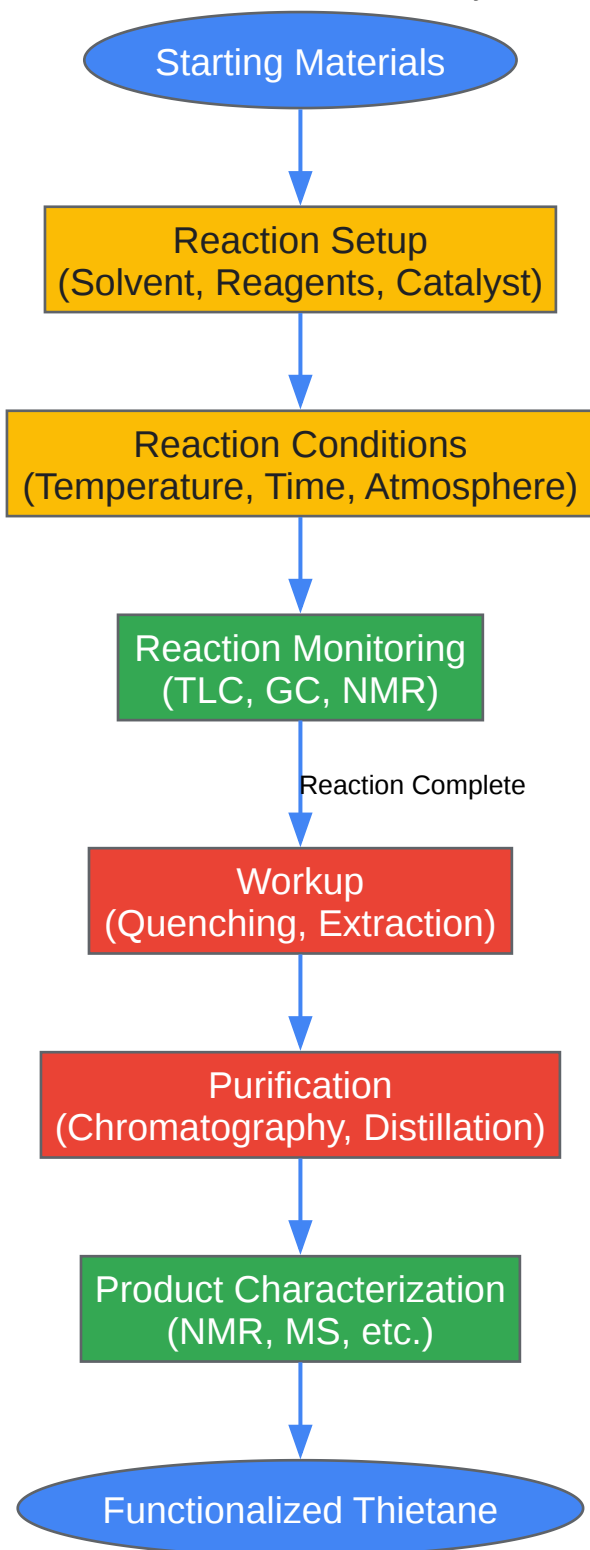 Starting Materials
Reaction Setup
(Solvent, Reagents, Catalyst)
Reaction Conditions
(Temperature, Time, Atmosphere)
Reaction Monitoring
(TLC, GC, NMR)
Reaction Complete
Workup
(Quenching, Extraction)
Purification
(Chromatography, Distillation)
Product Characterization
(NMR, MS, etc.)
Functionalized Thietane